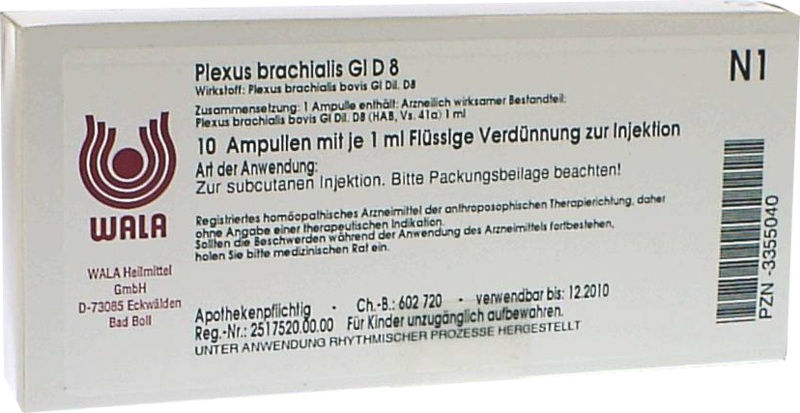 Plexus brachialis Gl D 8
Wirkstoff: Plexus brachialis bovis Gl Dil. D8
Zusammensetzung: 1 Ampulle enthält: Arzneilich wirksamer Bestandteil:
Plexus brachialis bovis Gl Dil. D8 (HAB, Vs. 41a) 1 ml
10 Ampullen mit je 1 ml Flüssige Verdünnung zur Injektion
Art der Anwendung:
Zur subcutanen Injektion. Bitte Packungsbeilage beachten!
Registriertes homöopathisches Arzneimittel der anthroposophischen Therapierichtung, daher
ohne Angabe einer therapeutischen Indikation.
Sollten die Beschwerden während der Anwendung des Arzneimittels fortbestehen,
holen Sie bitte medizinischen Rat ein.
Apothekenpflichtig - Ch.-B.: 602 720 - verwendbar bis: 12.2010
Reg.-Nr.: 2517520.00.00 Für Kinder unzugänglich aufbewahren.
UNTER ANWENDUNG RHYTHMISCHER PROZESSE HERGESTELLT
N1
WALA
WALA Heilmittel
GmbH
D-73085 Eckwälden
Bad Boll
PZN -3355040